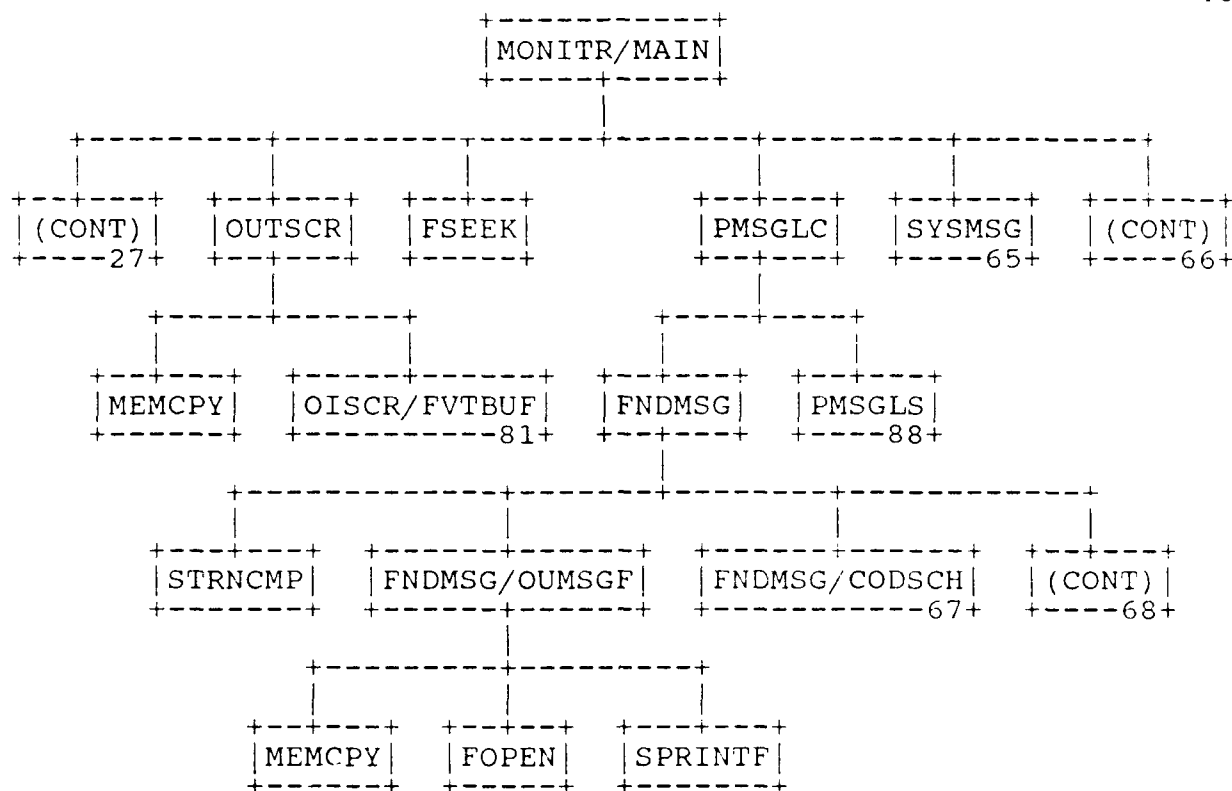 MONITR/MAIN
(CONT) OUTSCR FSEEK PMSGLC SYSMSG (CONT)
27 65 66
MEMCPY OISCR/FVTBUF FNDMSG PMSGLS
81 88
STRNCMP FNDMSG/OUMSGF FNDMSG/CODSCH (CONT)
67 68
MEMCPY FOPEN SPRINTF